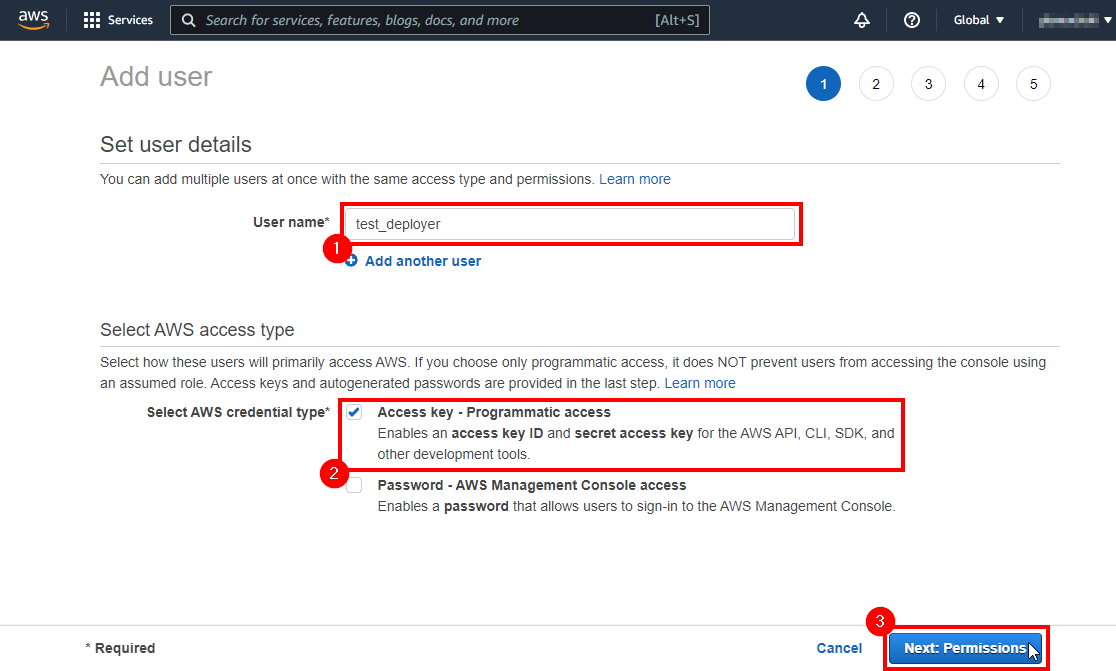 aws
Services
Search for services, features, blogs, docs, and more
[Alt+S]
Global
Add user
1
2
3
4
5
Set user details
You can add multiple users at once with the same access type and permissions. Learn more
User name*
test_deployer
1
Add another user
Select AWS access type
Select how these users will primarily access AWS. If you choose only programmatic access, it does NOT prevent users from accessing the console using
an assumed role. Access keys and autogenerated passwords are provided in the last step. Learn more
Select AWS credential type*
Access key - Programmatic access
Enables an access key ID and secret access key for the AWS API, CLI, SDK, and
other development tools.
2
Password - AWS Management Console access
Enables a password that allows users to sign-in to the AWS Management Console.
3
* Required
Cancel
Next: Permissions